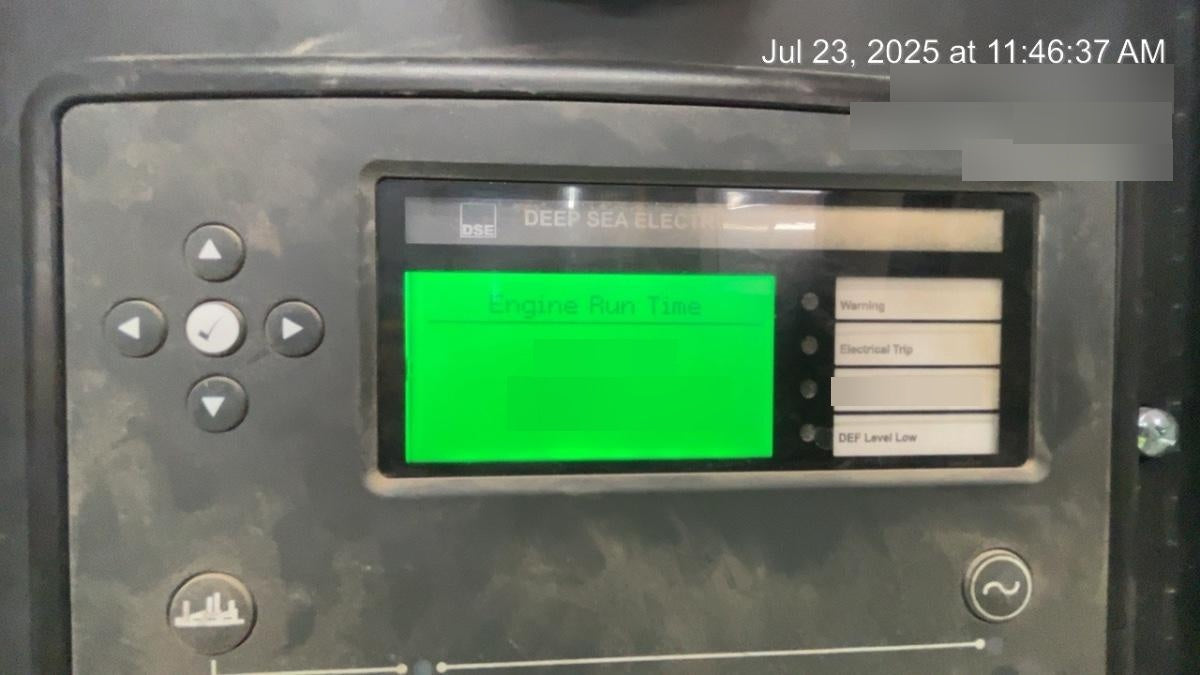 Jul 23, 2025 at 11:46:37 AM
DSE
DEEP SEA
Engine Run Time
Warning
Electrical Trip
DEF Level Low